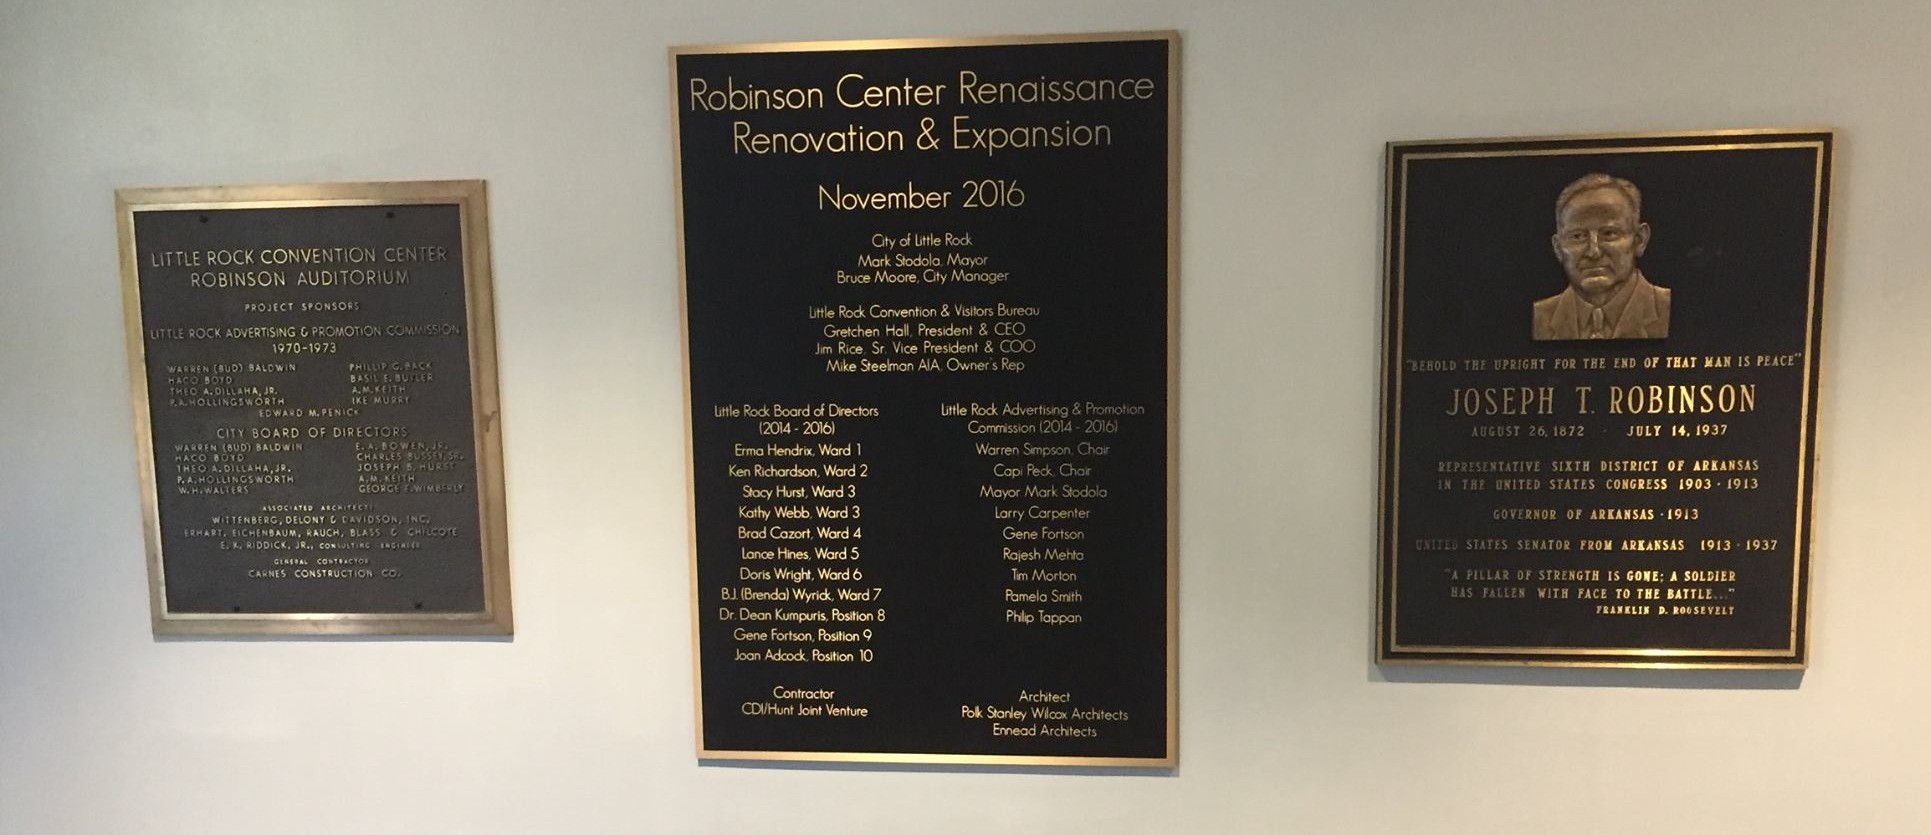 LITTLE ROCK CONVENTION CENTER
ROBINSON AUDITORIUM
PROJECT SPONSORS
LITTLE ROCK ADVERTISING & PROMOTION COMMISSION
1970-1973
WARREN (BUD) BALDWIN PHILLIP G. BACK
HACO BOYD BASIL E. BUTLER
THEO A. DILLAHA, JR. A. M. KEITH
P. A. HOLLINGSWORTH IKE MURRY
EDWARD M. PENICK
CITY BOARD OF DIRECTORS
WARREN (BUD) BALDWIN E. A. BOWEN, JR.
HACO BOYD CHARLES BUSSEY, SR.
THEO A. DILLAHA, JR. JOSEPH B. HURST
P. A. HOLLINGSWORTH A. M. KEITH
W. H. WALTERS GEORGE E. WIMBERLY
ASSOCIATED ARCHITECTS
WITTENBERG, DELONY & DAVIDSON, INC.
ERHART, EICHENBAUM, RAUCH, BLASS & CHILCOTE
E. K. RIDDICK, JR., CONSULTING ENGINEER
GENERAL CONTRACTOR
CARNES CONSTRUCTION CO.
Robinson Center Renaissance
Renovation & Expansion
November 2016
City of Little Rock
Mark Stodola, Mayor
Bruce Moore, City Manager
Little Rock Convention & Visitors Bureau
Gretchen Hall, President & CEO
Jim Rice, Sr. Vice President & COO
Mike Steelman AIA, Owner's Rep
Little Rock Board of Directors
(2014 - 2016)
Erma Hendrix, Ward 1
Ken Richardson, Ward 2
Stacy Hurst, Ward 3
Kathy Webb, Ward 3
Brad Cazort, Ward 4
Lance Hines, Ward 5
Doris Wright, Ward 6
B.J. (Brenda) Wyrick, Ward 7
Dr. Dean Kumpuris, Position 8
Gene Fortson, Position 9
Joan Adcock, Position 10
Little Rock Advertising & Promotion
Commission (2014 - 2016)
Warren Simpson, Chair
Capi Peck, Chair
Mayor Mark Stodola
Larry Carpenter
Gene Fortson
Rajesh Mehta
Tim Morton
Pamela Smith
Philip Tappan
Contractor
CDI/Hunt Joint Venture
Architect
Polk Stanley Wilcox Architects
Ennead Architects
"BEHOLD THE UPRIGHT FOR THE END OF THAT MAN IS PEACE"
JOSEPH T. ROBINSON
AUGUST 26, 1872 · JULY 14, 1937
REPRESENTATIVE SIXTH DISTRICT OF ARKANSAS
IN THE UNITED STATES CONGRESS 1903 · 1913
GOVERNOR OF ARKANSAS · 1913
UNITED STATES SENATOR FROM ARKANSAS 1913 · 1937
"A PILLAR OF STRENGTH IS GONE; A SOLDIER
HAS FALLEN WITH FACE TO THE BATTLE..."
FRANKLIN D. ROOSEVELT